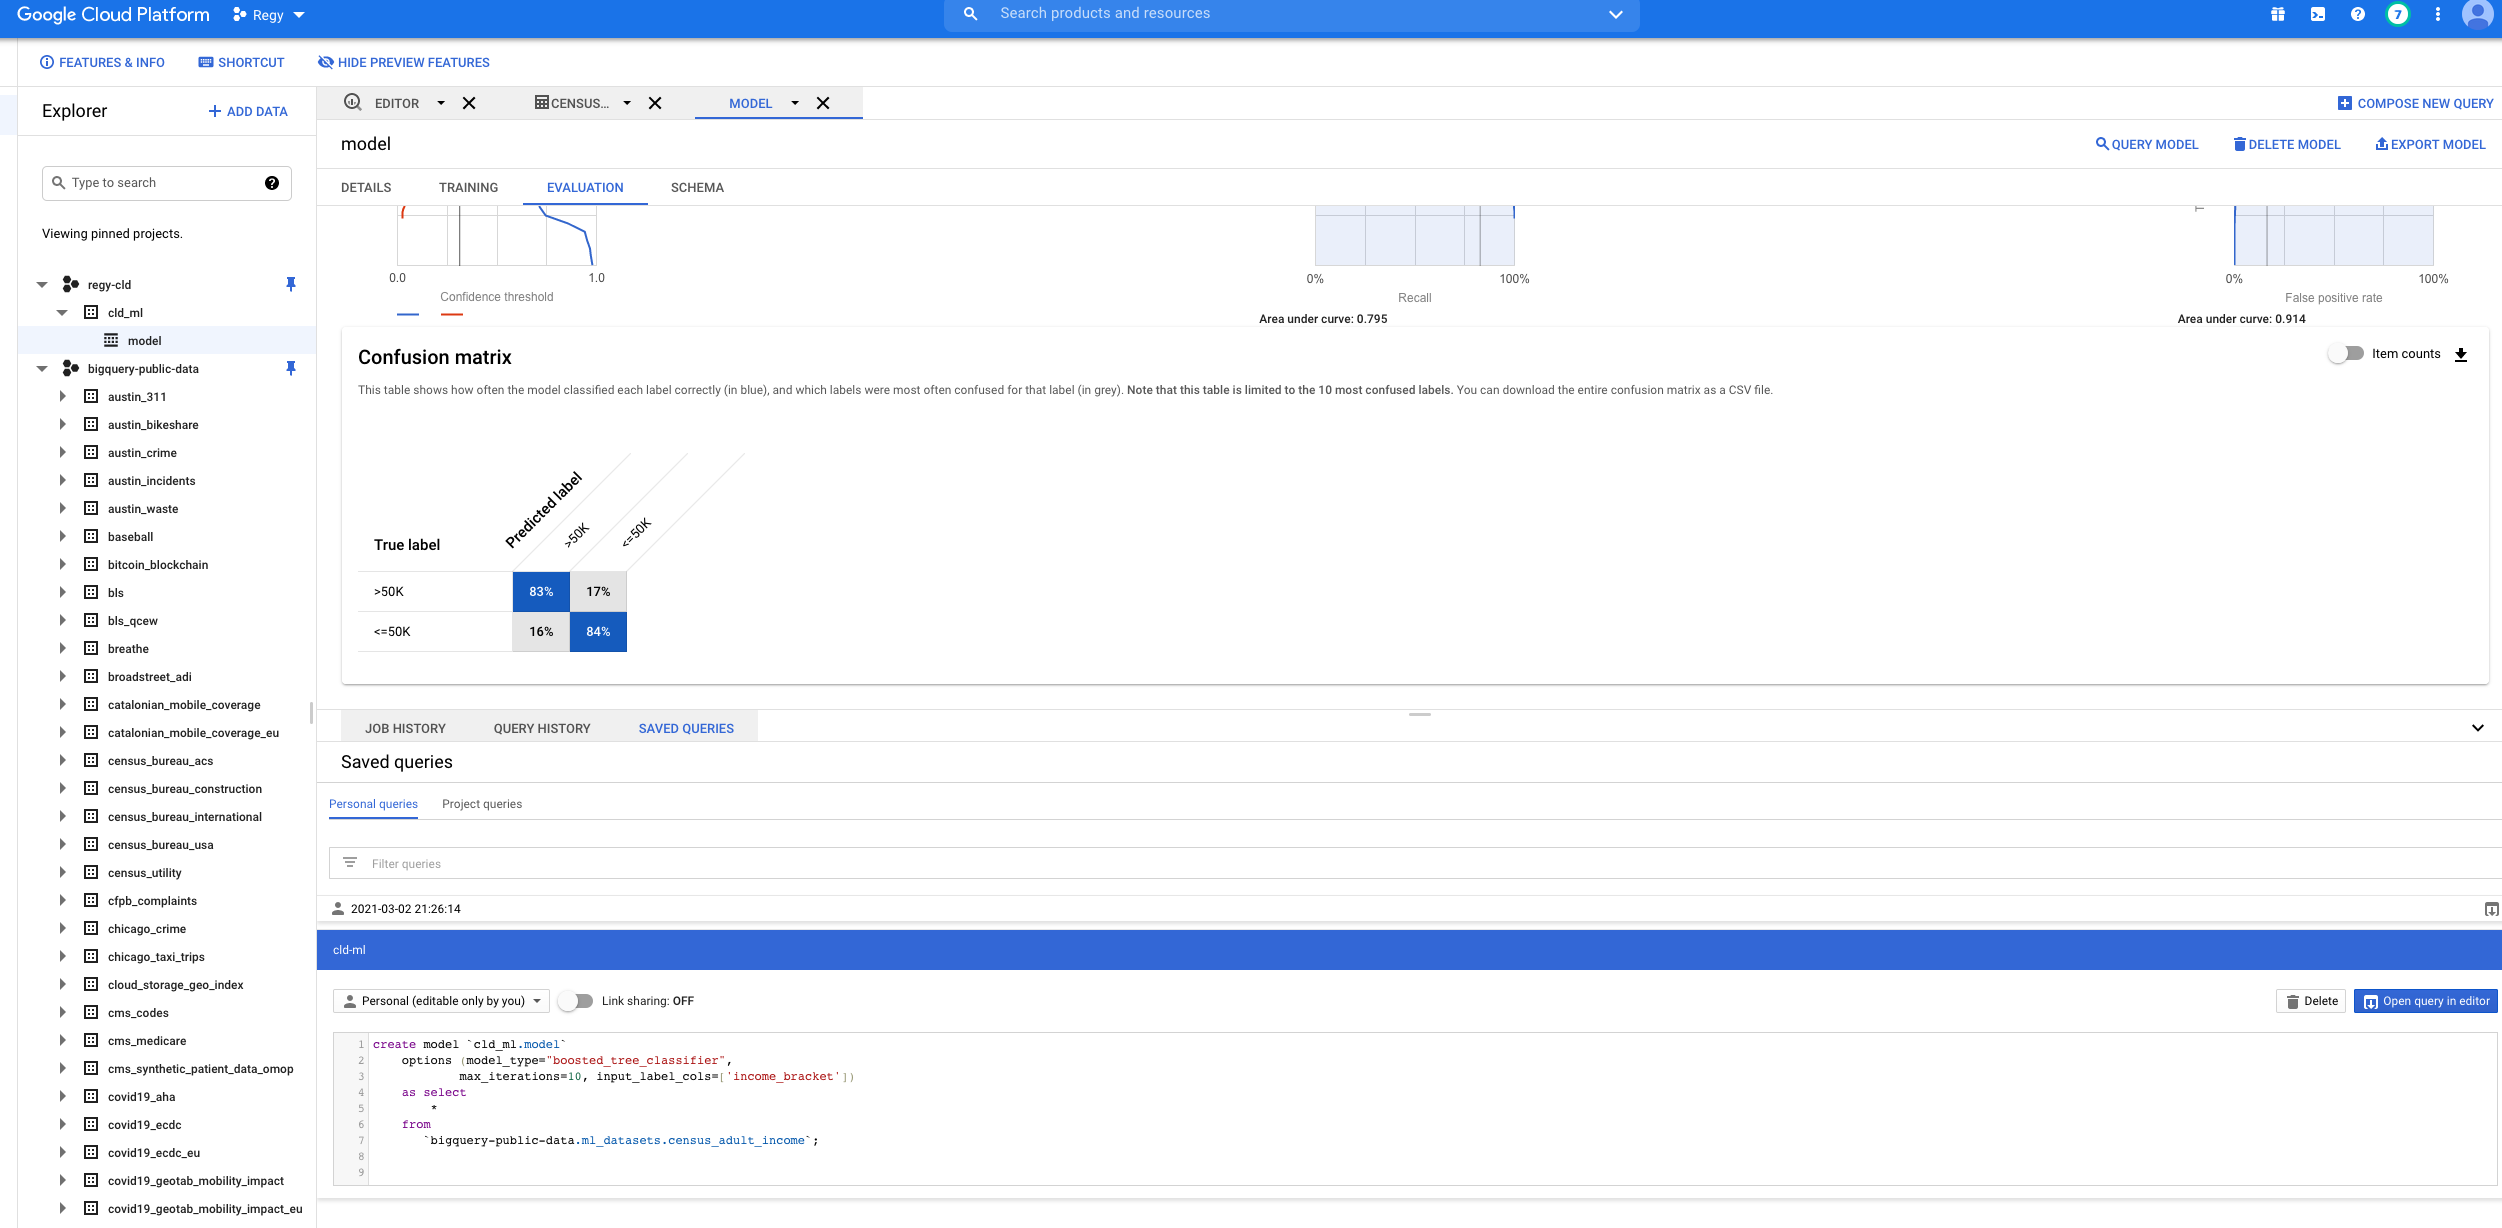 Google Cloud Platform
Regy
Search products and resources
7
FEATURES & INFO
SHORTCUT
HIDE PREVIEW FEATURES
Explorer
ADD DATA
Type to search
Viewing pinned projects.
regy-cld
cld_ml
model
bigquery-public-data
austin_311
austin_bikeshare
austin_crime
austin_incidents
austin_waste
baseball
bitcoin_blockchain
bls
bls_qcew
breathe
broadstreet_adi
catalonian_mobile_coverage
catalonian_mobile_coverage_eu
census_bureau_acs
census_bureau_construction
census_bureau_international
census_bureau_usa
census_utility
cfpb_complaints
chicago_crime
chicago_taxi_trips
cloud_storage_geo_index
cms_codes
cms_medicare
cms_synthetic_patient_data_omop
covid19_aha
covid19_ecdc
covid19_ecdc_eu
covid19_geotab_mobility_impact
covid19_geotab_mobility_impact_eu
EDITOR
CENSUS...
MODEL
COMPOSE NEW QUERY
model
QUERY MODEL
DELETE MODEL
EXPORT MODEL
DETAILS
TRAINING
EVALUATION
SCHEMA
0.0
1.0
Confidence threshold
0%
100%
Recall
Area under curve: 0.795
0%
100%
False positive rate
Area under curve: 0.914
Confusion matrix
Item counts
This table shows how often the model classified each label correctly (in blue), and which labels were most often confused for that label (in grey). Note that this table is limited to the 10 most confused labels. You can download the entire confusion matrix as a CSV file.
True label
Predicted label
>50K
<=50K
>50K
83%
17%
<=50K
16%
84%
JOB HISTORY
QUERY HISTORY
SAVED QUERIES
Saved queries
Personal queries
Project queries
Filter queries
2021-03-02 21:26:14
cld-ml
Personal (editable only by you)
Link sharing: OFF
Delete
Open query in editor
1 create model `cld_ml.model`
2 options (model_type="boosted_tree_classifier",
3 max_iterations=10, input_label_cols=['income_bracket'])
4 as select
5 *
6 from
7 `bigquery-public-data.ml_datasets.census_adult_income`;
8
9